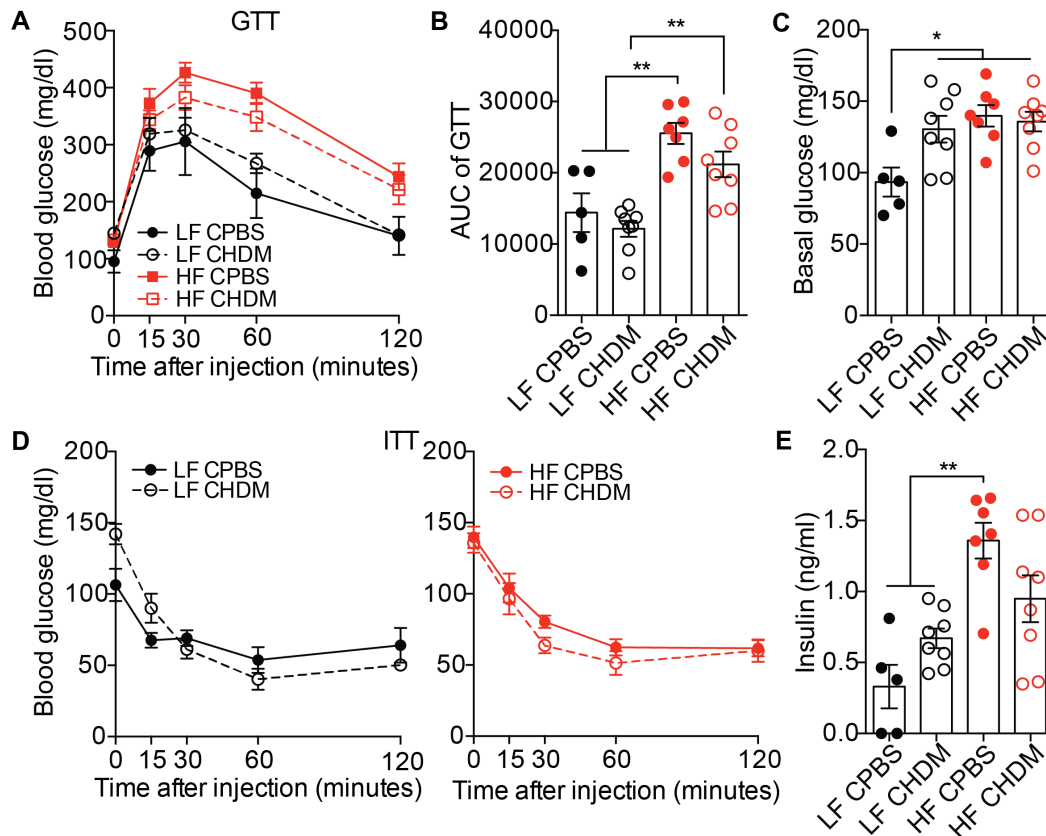 A
GTT
Blood glucose (mg/dl)
500
400
300
200
100
0
0 15 30 60 120
Time after injection (minutes)
LF CPBS
LF CHDM
HF CPBS
HF CHDM
B
AUC of GTT
40000
30000
20000
10000
0
**
**
LF CPBS
LF CHDM
HF CPBS
HF CHDM
C
Basal glucose (mg/dl)
200
150
100
50
0
*
LF CPBS
LF CHDM
HF CPBS
HF CHDM
D
ITT
Blood glucose (mg/dl)
200
150
100
50
0
0 15 30 60 120
Time after injection (minutes)
LF CPBS
LF CHDM
200
150
100
50
0
0 15 30 60 120
Time after injection (minutes)
HF CPBS
HF CHDM
E
Insulin (ng/ml)
2.0
1.5
1.0
0.5
0.0
**
LF CPBS
LF CHDM
HF CPBS
HF CHDM